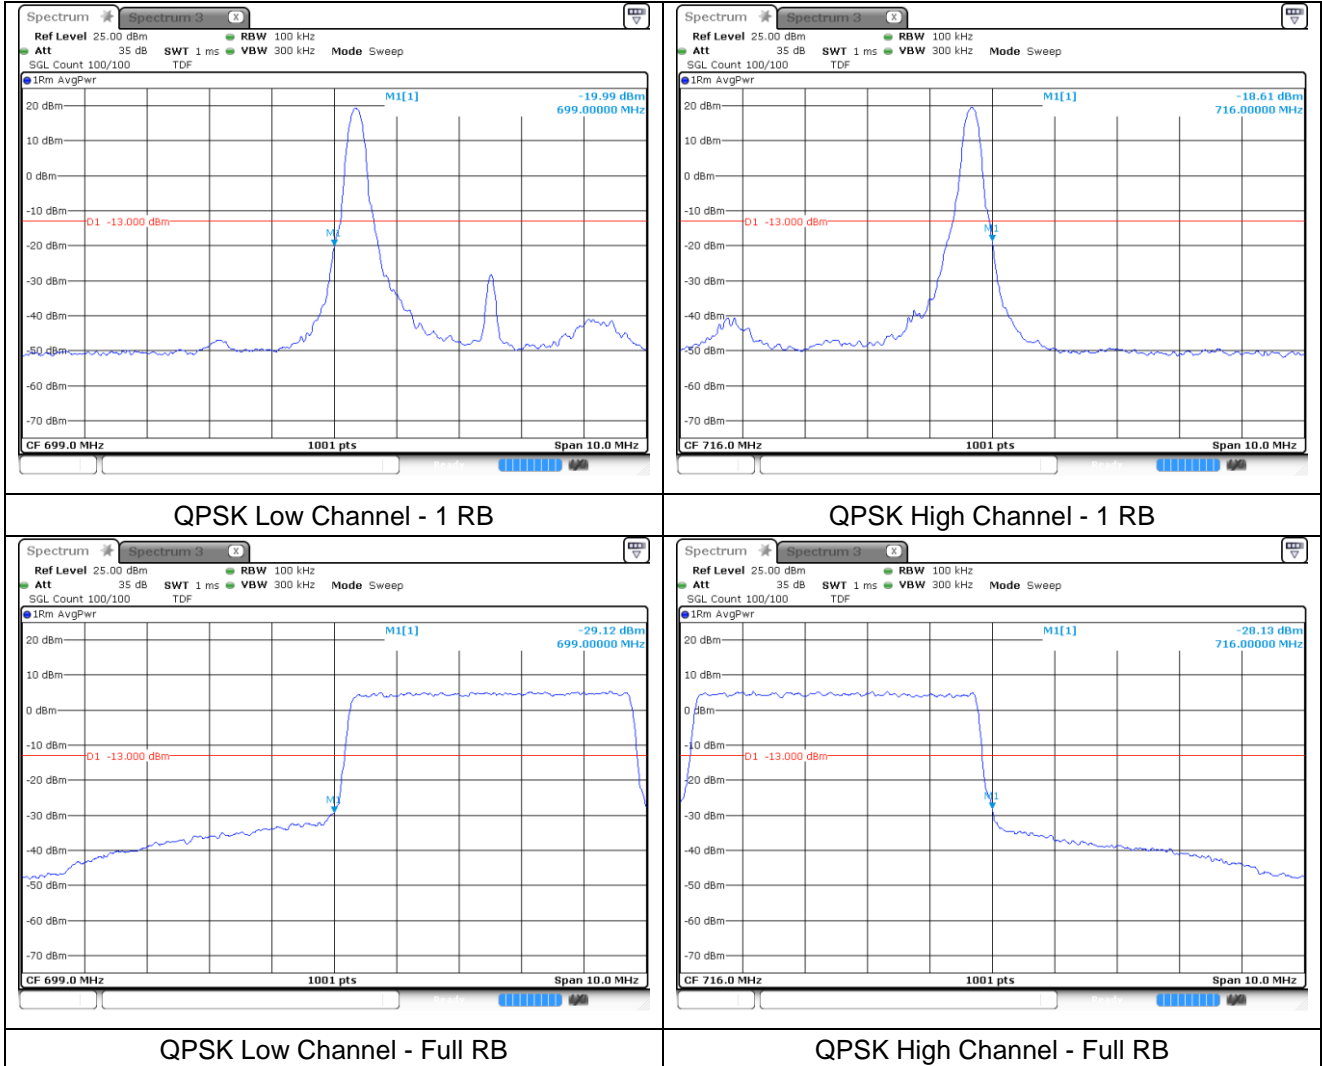 Spectrum Spectrum 3 X
Ref Level 25.00 dBm RBW 100 kHz
Att 35 dB SWT 1 ms VBW 300 kHz Mode Sweep
SGL Count 100/100 TDF
1Rm AvgPwr
M1[1] -19.99 dBm
699.00000 MHz
20 dBm
10 dBm
0 dBm
-10 dBm
D1 -13.000 dBm
M1
-20 dBm
-30 dBm
-40 dBm
-50 dBm
-60 dBm
-70 dBm
CF 699.0 MHz 1001 pts Span 10.0 MHz
QPSK Low Channel - 1 RB
Spectrum Spectrum 3 X
Ref Level 25.00 dBm RBW 100 kHz
Att 35 dB SWT 1 ms VBW 300 kHz Mode Sweep
SGL Count 100/100 TDF
1Rm AvgPwr
M1[1] -18.61 dBm
716.00000 MHz
20 dBm
10 dBm
0 dBm
-10 dBm
D1 -13.000 dBm
M1
-20 dBm
-30 dBm
-40 dBm
-50 dBm
-60 dBm
-70 dBm
CF 716.0 MHz 1001 pts Span 10.0 MHz
QPSK High Channel - 1 RB
Spectrum Spectrum 3 X
Ref Level 25.00 dBm RBW 100 kHz
Att 35 dB SWT 1 ms VBW 300 kHz Mode Sweep
SGL Count 100/100 TDF
1Rm AvgPwr
M1[1] -29.12 dBm
699.00000 MHz
20 dBm
10 dBm
0 dBm
-10 dBm
D1 -13.000 dBm
-20 dBm
M1
-30 dBm
-40 dBm
-50 dBm
-60 dBm
-70 dBm
CF 699.0 MHz 1001 pts Span 10.0 MHz
QPSK Low Channel - Full RB
Spectrum Spectrum 3 X
Ref Level 25.00 dBm RBW 100 kHz
Att 35 dB SWT 1 ms VBW 300 kHz Mode Sweep
SGL Count 100/100 TDF
1Rm AvgPwr
M1[1] -28.13 dBm
716.00000 MHz
20 dBm
10 dBm
0 dBm
-10 dBm
D1 -13.000 dBm
-20 dBm
M1
-30 dBm
-40 dBm
-50 dBm
-60 dBm
-70 dBm
CF 716.0 MHz 1001 pts Span 10.0 MHz
QPSK High Channel - Full RB